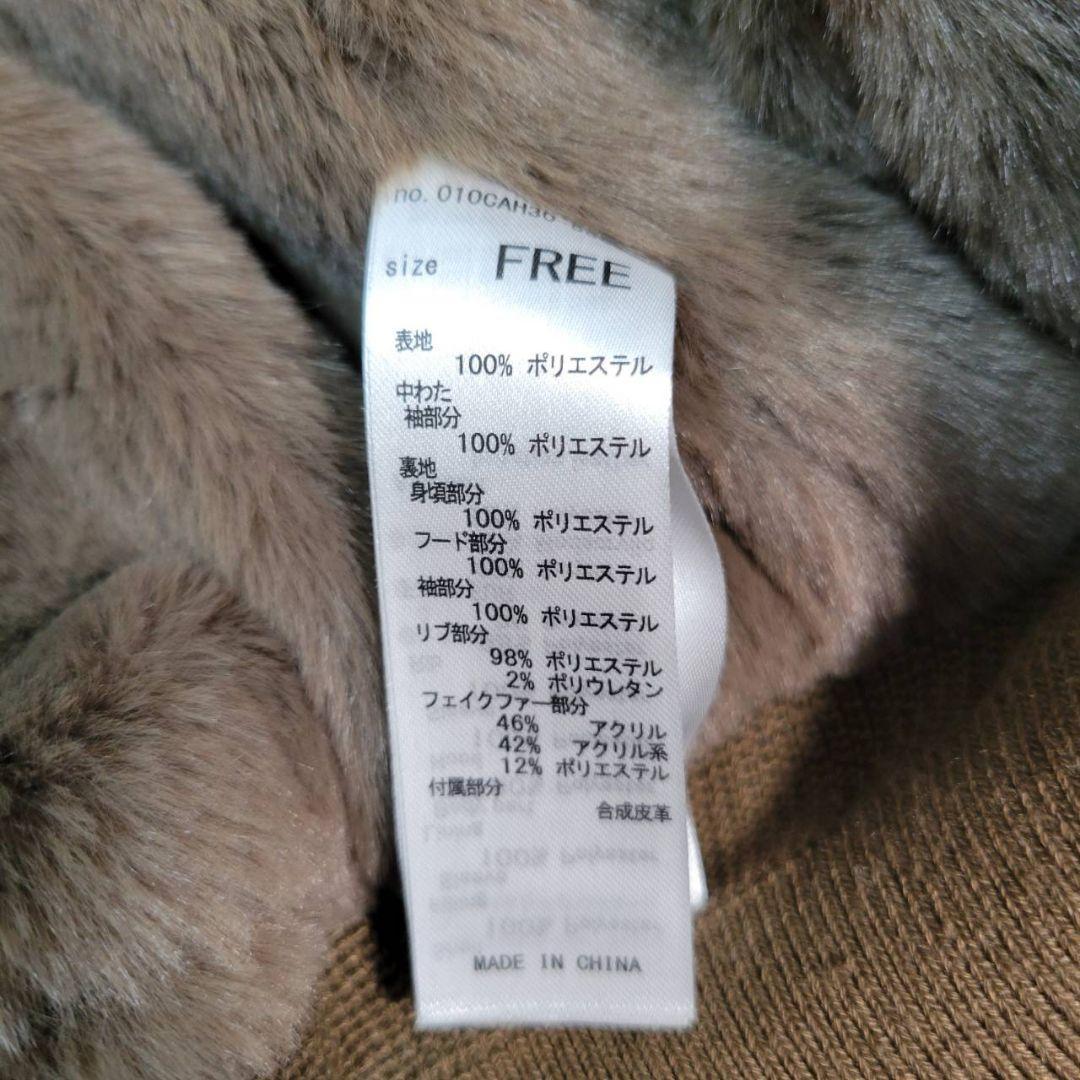 no. 010CAH36
size FREE
表地
100% ポリエステル
中わた
袖部分
100% ポリエステル
裏地
身頃部分
100% ポリエステル
フード部分
100% ポリエステル
袖部分
100% ポリエステル
リブ部分
98% ポリエステル
2% ポリウレタン
フェイクファー部分
46% アクリル
42% アクリル系
12% ポリエステル
付属部分
合成皮革
MADE IN CHINA